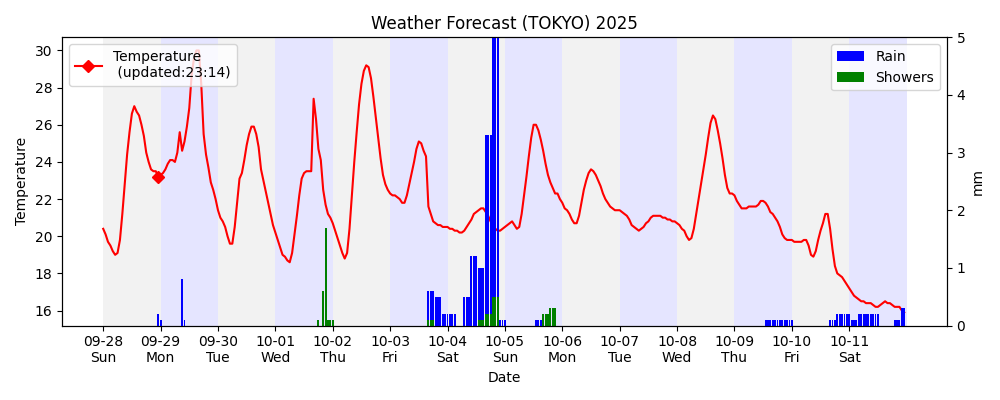 Weather Forecast (TOKYO) 2025
Temperature
(updated:23:14)
Rain
Showers
Temperature
30
28
26
24
22
20
18
16
5
4
3
2
1
0
mm
09-28 09-29 09-30 10-01 10-02 10-03 10-04 10-05 10-06 10-07 10-08 10-09 10-10 10-11
Sun Mon Tue Wed Thu Fri Sat Sun Mon Tue Wed Thu Fri Sat
Date